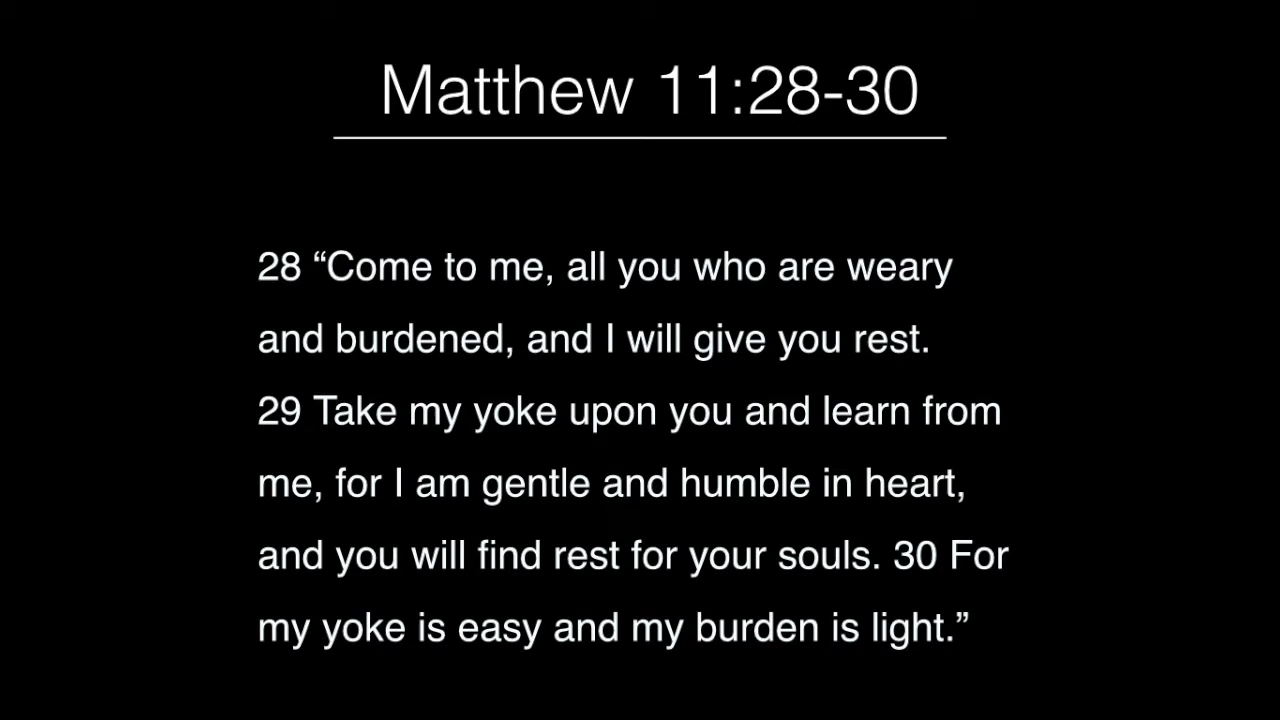 Matthew 11:28-30
28 “Come to me, all you who are weary
and burdened, and I will give you rest.
29 Take my yoke upon you and learn from
me, for I am gentle and humble in heart,
and you will find rest for your souls. 30 For
my yoke is easy and my burden is light.”